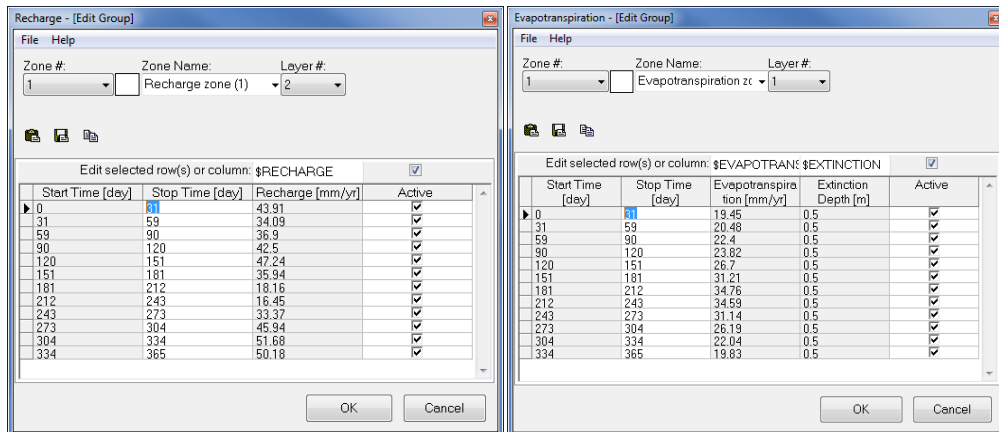 Recharge - [Edit Group]
File Help
Zone #: Zone Name: Layer #:
1 Recharge zone (1) 2
Edit selected row(s) or column: $RECHARGE
Start Time [day] Stop Time [day] Recharge [mm/yr] Active
0 31 43.91
31 59 34.09
59 90 36.9
90 120 42.5
120 151 47.24
151 181 35.94
181 212 18.16
212 243 16.45
243 273 33.37
273 304 45.94
304 334 51.68
334 365 50.18
OK Cancel
Evapotranspiration - [Edit Group]
File Help
Zone #: Zone Name: Layer #:
1 Evapotranspiration zo 1
Edit selected row(s) or column: $EVAPOTRANS $EXTINCTION
Start Time Stop Time Evapotranspira Extinction Active
[day] [day] tion [mm/yr] Depth [m]
0 31 19.45 0.5
31 59 20.48 0.5
59 90 22.4 0.5
90 120 23.82 0.5
120 151 26.7 0.5
151 181 31.21 0.5
181 212 34.76 0.5
212 243 34.59 0.5
243 273 31.14 0.5
273 304 26.19 0.5
304 334 22.04 0.5
334 365 19.83 0.5
OK Cancel